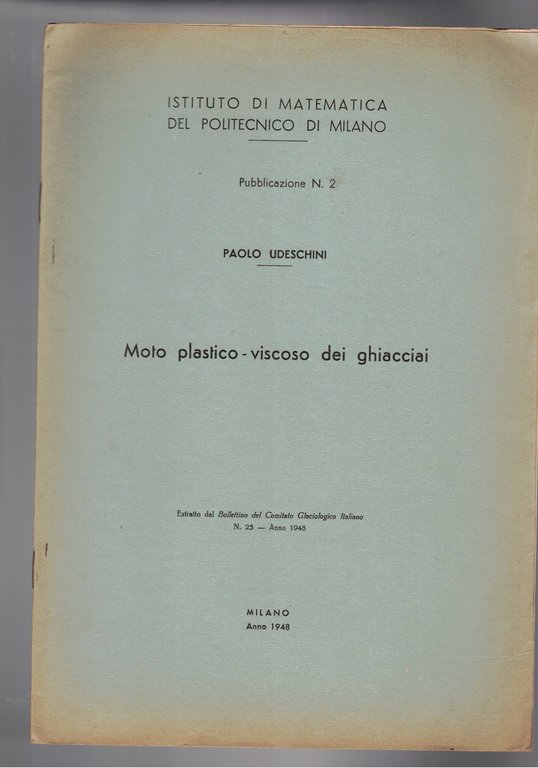 ISTITUTO DI MATEMATICA
DEL POLITECNICO DI MILANO
Pubblicazione N. 2
PAOLO UDESCHINI
Moto plastico - viscoso dei ghiacciai
Estratto dal Bollettino del Comitato Glaciologico Italiano
N. 25 — Anno 1948
MILANO
Anno 1948